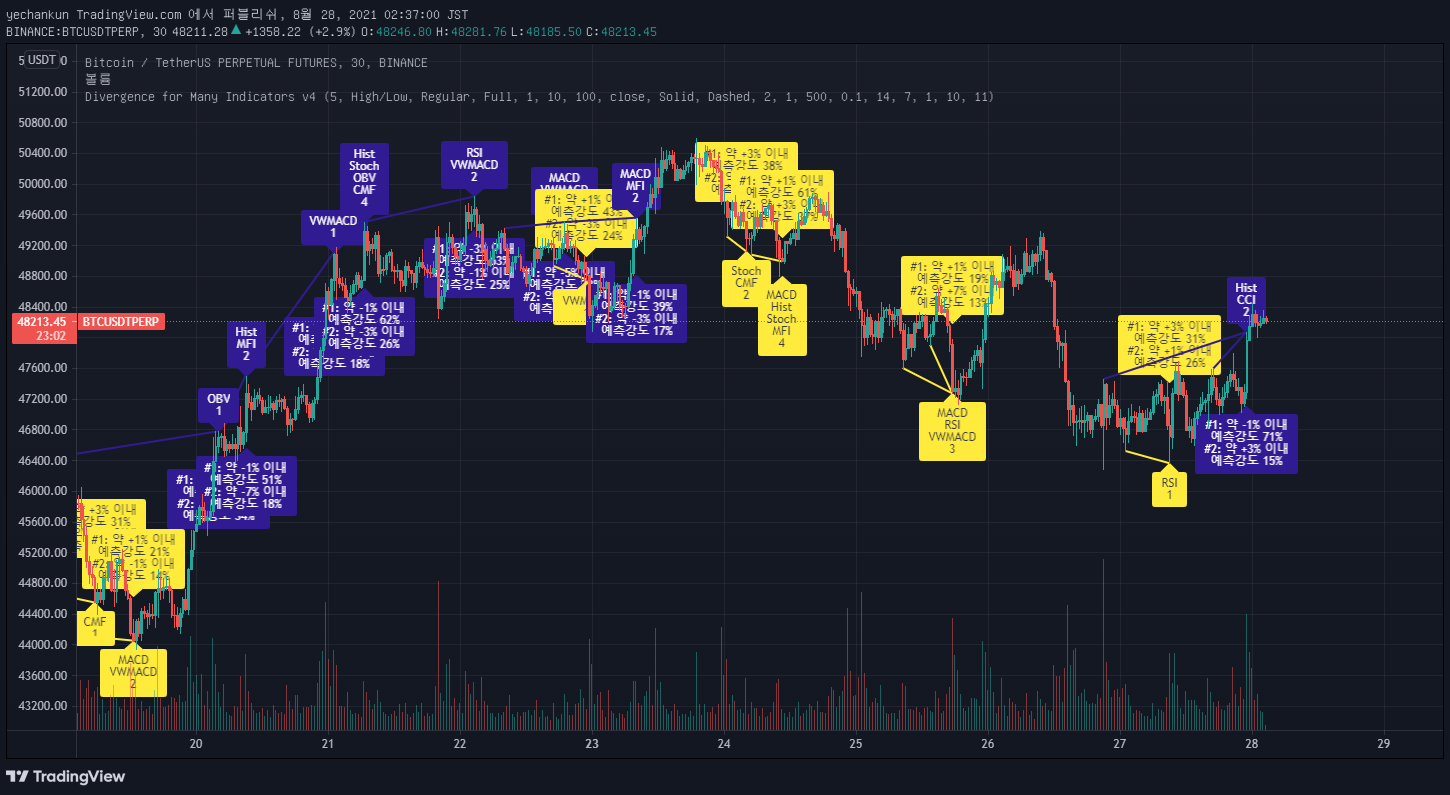 yechankun TradingView.com 에서 퍼블리쉬, 8월 28, 2021 02:37:00 JST
BINANCE:BTCUSDTPERP, 30 48211.28 ▲ +1358.22 (+2.9%) O:48246.80 H:48281.76 L:48185.50 C:48213.45
USDT
Bitcoin / TetherUS PERPETUAL FUTURES, 30, BINANCE
볼륨
Divergence for Many Indicators v4 (5, High/Low, Regular, Full, 1, 10, 100, close, Solid, Dashed, 2, 1, 500, 0.1, 14, 7, 1, 10, 11)
51200.00
50800.00
50400.00
50000.00
49600.00
49200.00
48800.00
48400.00
48213.45
23:02
BTCUSDTPERP
47600.00
47200.00
46800.00
46400.00
46000.00
45600.00
45200.00
44800.00
44400.00
44000.00
43600.00
43200.00
+3% 이내
31%
#1: 약 +1% 이내
예측강도 21%
#2: 약 -1% 이내
예측강도 14%
CMF
1
MACD
VWMACD
2
OBV
1
Hist
MFI
2
#1:
#2:
#1: 약 -1% 이내
예측강도 51%
#2: 약 -7% 이내
예측강도 18%
VWMACD
1
Hist
Stoch
OBV
CMF
4
#1:
#2:
예측강도 18%
#1: 약 -1% 이내
예측강도 62%
#2: 약 -3% 이내
예측강도 26%
RSI
VWMACD
2
#1: 약 -3% 이내
#2: 약 -1% 이내
예측강도 25%
MACD
VWMACD
#1: 약 +1% 이내
예측강도 43%
#2: 약 -3% 이내
예측강도 24%
MACD
MFI
2
#1: 약 -5% 이내
#2:
#1: 약 -1% 이내
예측강도 39%
#2: 약 -3% 이내
예측강도 17%
#1: 약 +3% 이내
예측강도 38%
#1: 약 +1% 이내
예측강도 61%
#2: 약 +3% 이내
Stoch
CMF
2
MACD
Hist
Stoch
MFI
4
#1: 약 +1% 이내
예측강도 19%
#2: 약 +7% 이내
예측강도 13%
MACD
RSI
VWMACD
3
#1: 약 +3% 이내
예측강도 31%
#2: 약 +1% 이내
예측강도 26%
RSI
1
Hist
CCI
2
#1: 약 -1% 이내
예측강도 71%
#2: 약 +3% 이내
예측강도 15%
20 21 22 23 24 25 26 27 28 29
TradingView